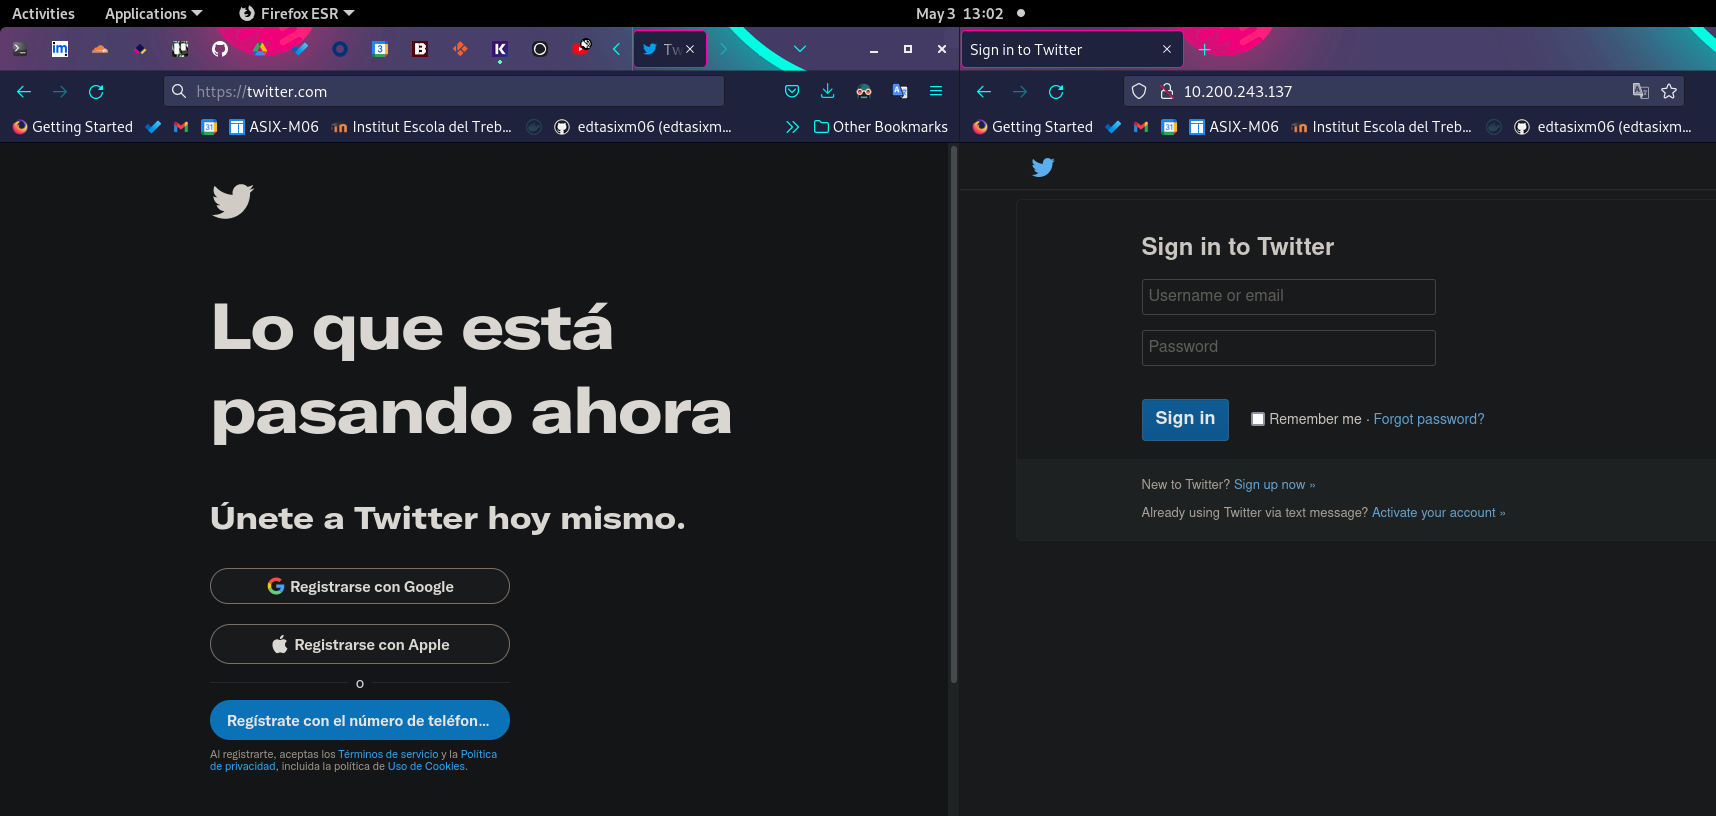 Activities Applications Firefox ESR May 3 13:02
Tw
Sign in to Twitter
https://twitter.com
10.200.243.137
Getting Started ASIX-M06 Institut Escola del Treb... edtasixm06 (edtasixm... Other Bookmarks
Getting Started ASIX-M06 Institut Escola del Treb... edtasixm06 (edtasixm...
Lo que está
pasando ahora
Únete a Twitter hoy mismo.
Registrarse con Google
Registrarse con Apple
o
Regístrate con el número de teléfon...
Al registrarte, aceptas los Términos de servicio y la Política
de privacidad, incluida la política de Uso de Cookies.
Sign in to Twitter
Username or email
Password
Sign in Remember me · Forgot password?
New to Twitter? Sign up now »
Already using Twitter via text message? Activate your account »